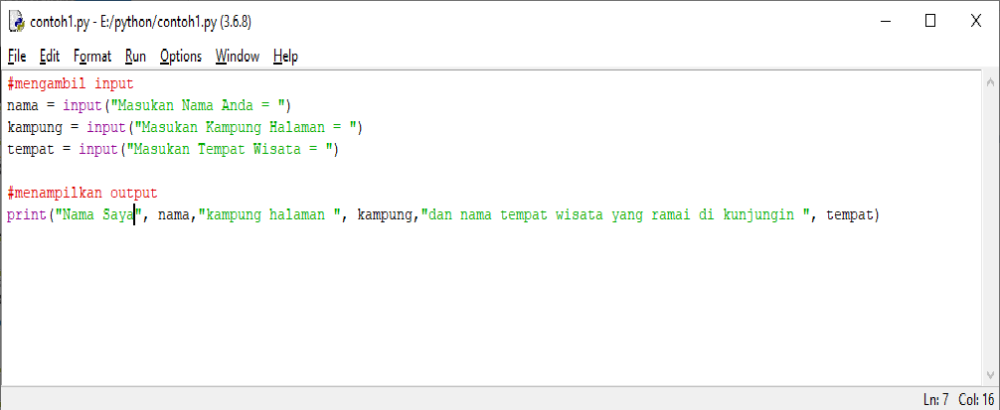 contoh1.py - E:/python/contoh1.py (3.6.8)
File Edit Format Run Options Window Help
#mengambil input
nama = input("Masukan Nama Anda = ")
kampung = input("Masukan Kampung Halaman = ")
tempat = input("Masukan Tempat Wisata = ")
#menampilkan output
print("Nama Saya", nama,"kampung halaman ", kampung,"dan nama tempat wisata yang ramai di kunjungin ", tempat)
Ln: 7 Col: 16